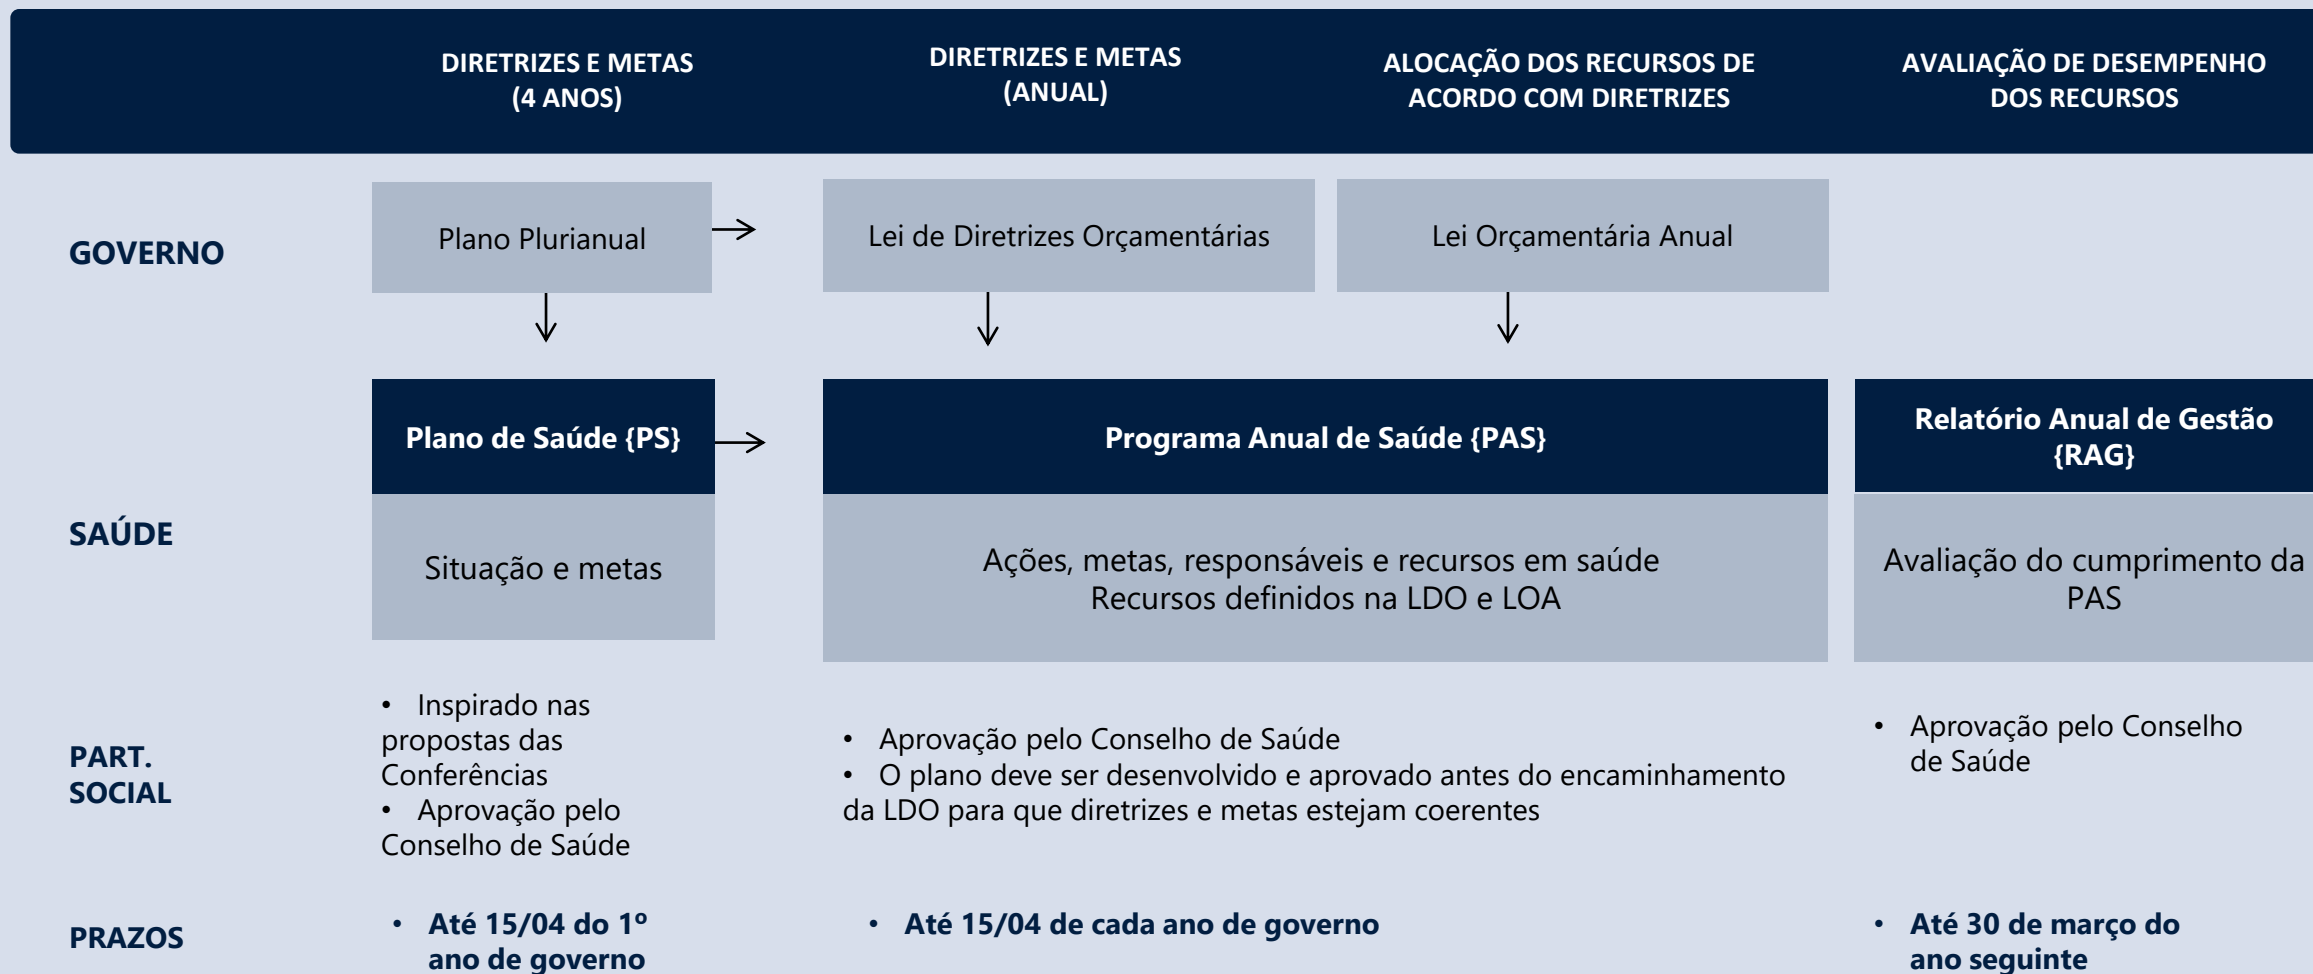 DIRETRIZES E METAS
(4 ANOS)
DIRETRIZES E METAS
(ANUAL)
ALOCAÇÃO DOS RECURSOS DE
ACORDO COM DIRETRIZES
AVALIAÇÃO DE DESEMPENHO
DOS RECURSOS
GOVERNO
Plano Plurianual
Lei de Diretrizes Orçamentárias
Lei Orçamentária Anual
SAÚDE
Plano de Saúde {PS}
Situação e metas
Programa Anual de Saúde {PAS}
Ações, metas, responsáveis e recursos em saúde
Recursos definidos na LDO e LOA
Relatório Anual de Gestão
{RAG}
Avaliação do cumprimento da
PAS
PART.
SOCIAL
• Inspirado nas
propostas das
Conferências
• Aprovação pelo
Conselho de Saúde
• Aprovação pelo Conselho de Saúde
• O plano deve ser desenvolvido e aprovado antes do encaminhamento
da LDO para que diretrizes e metas estejam coerentes
• Aprovação pelo Conselho
de Saúde
PRAZOS
• Até 15/04 do 1º
ano de governo
• Até 15/04 de cada ano de governo
• Até 30 de março do
ano seguinte